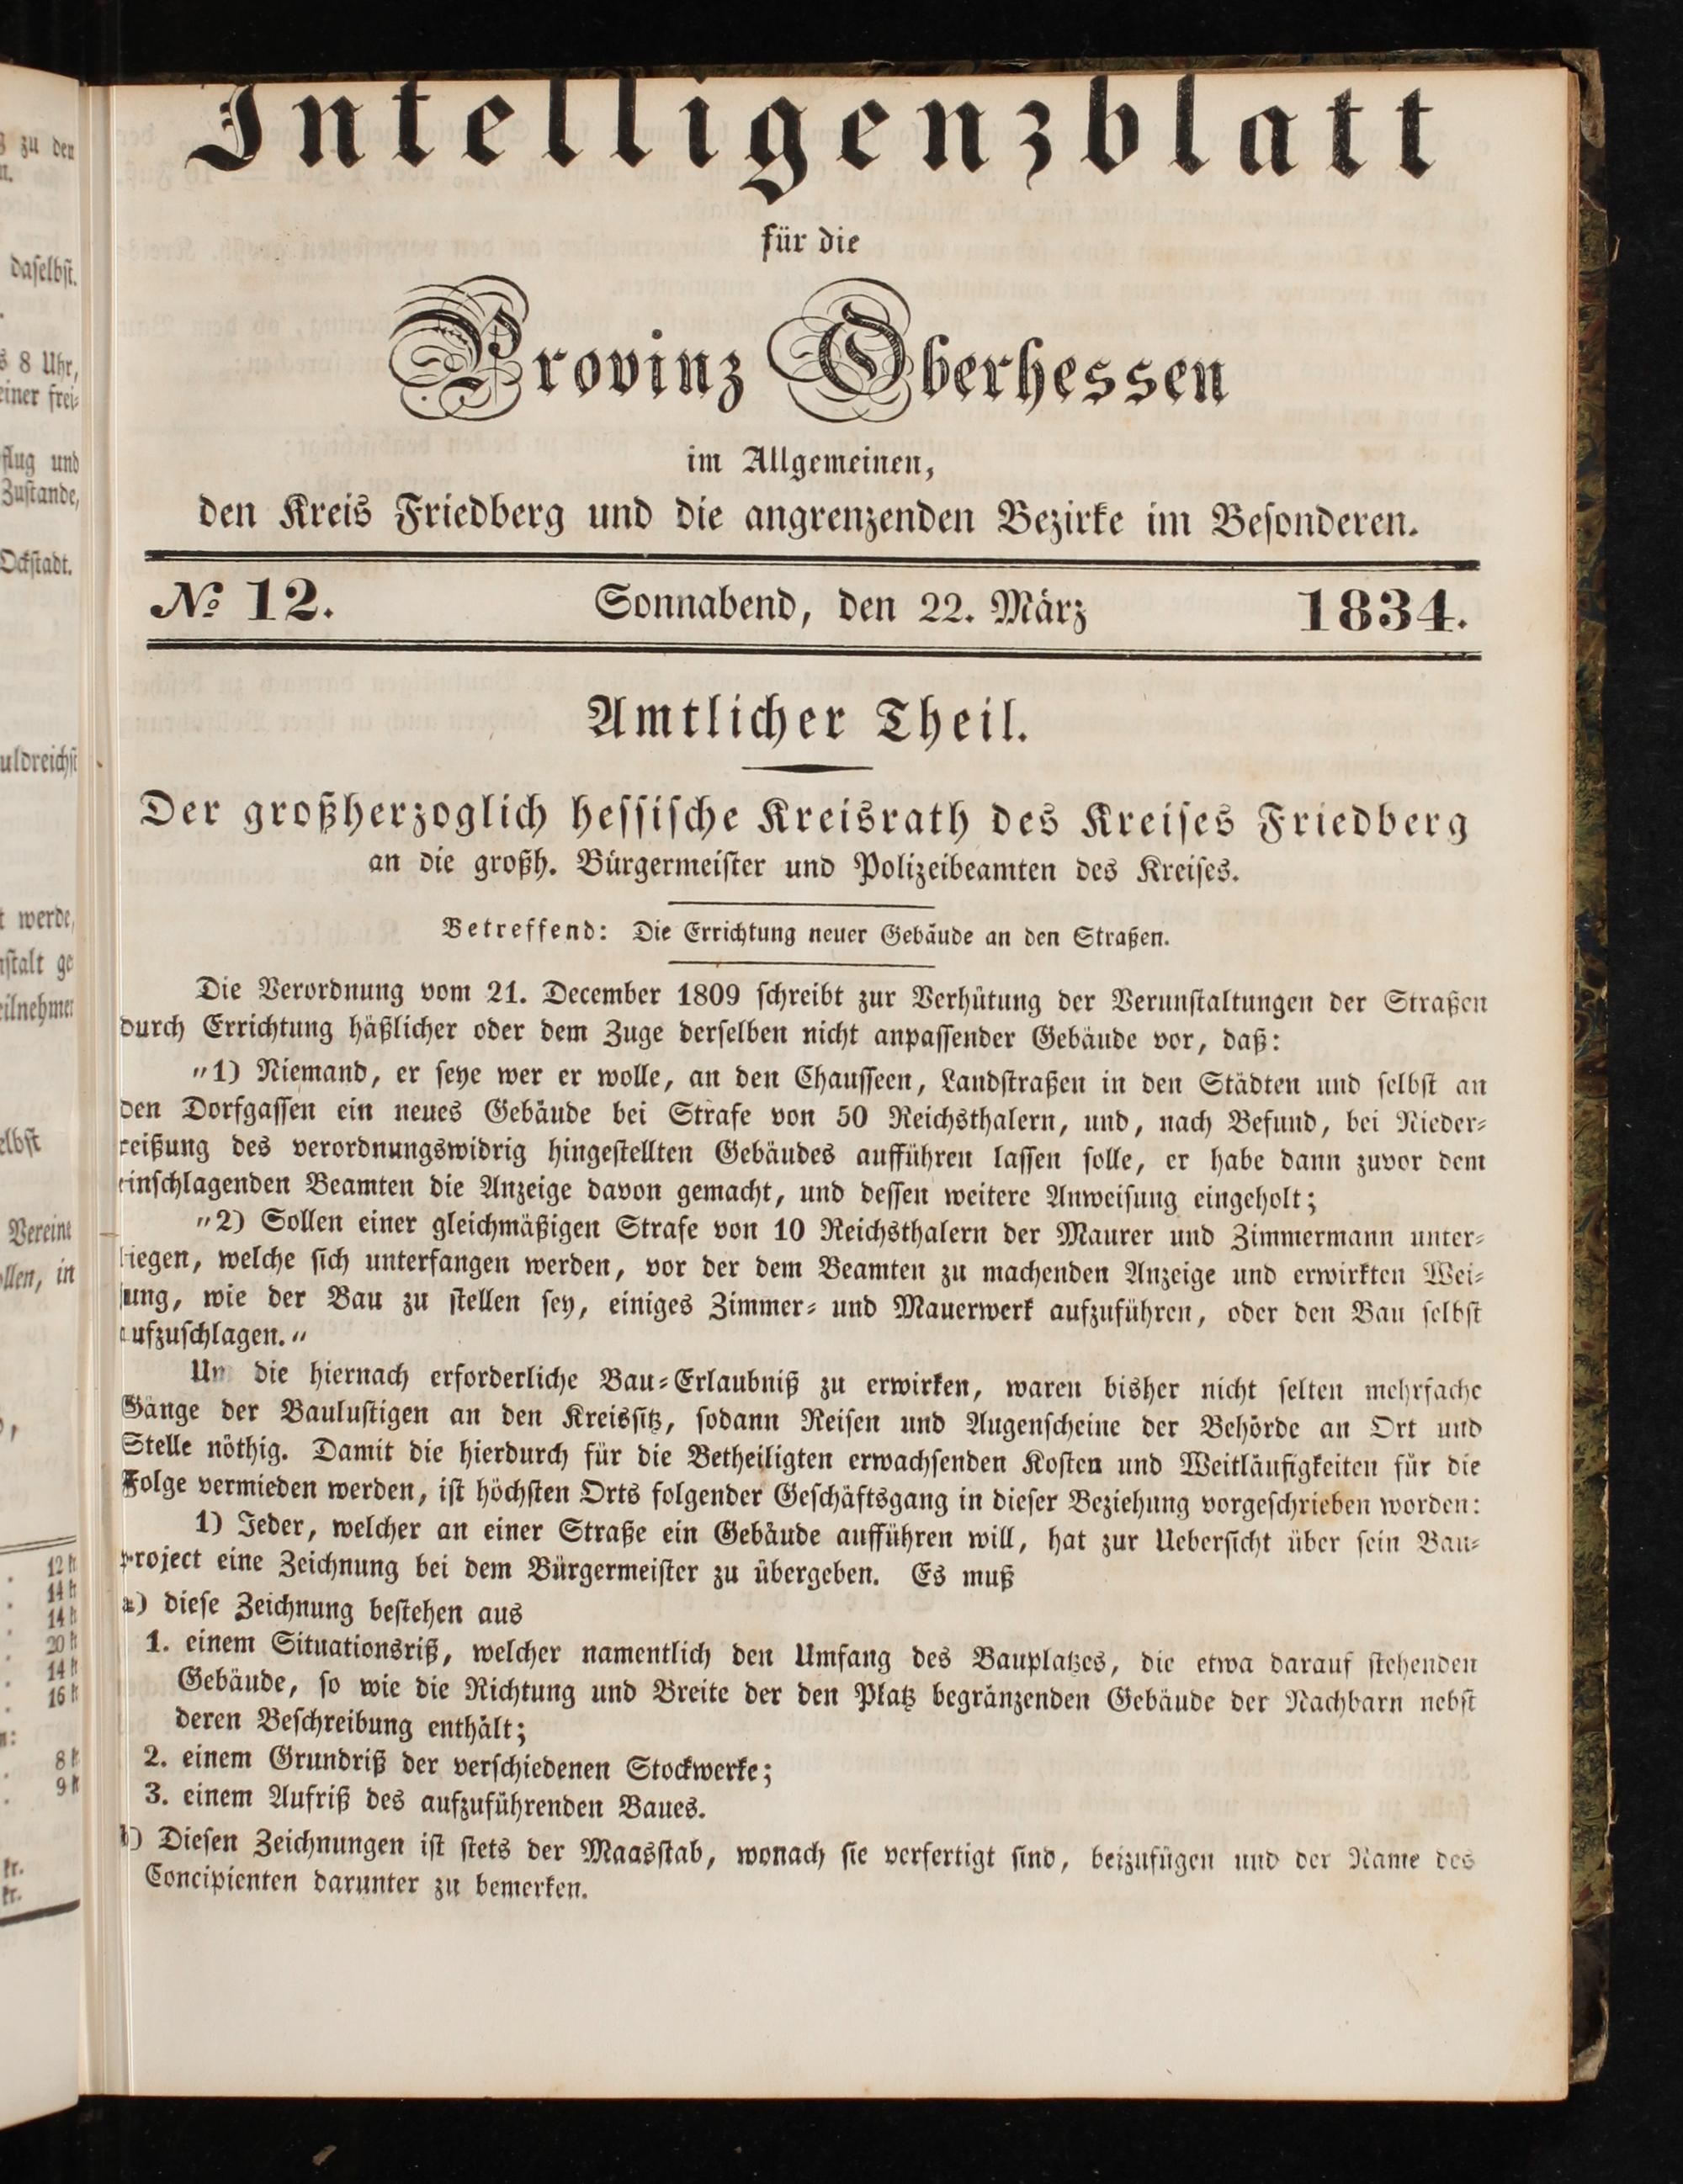 Intelligenzblatt
für die
Provinz Oberhessen
im Allgemeinen,
den Kreis Friedberg und die angrenzenden Bezirke im Besonderen.
№ 12. Sonnabend, den 22. März 1834.
Amtlicher Theil.
Der großherzoglich hessische Kreisrath des Kreises Friedberg
an die großh. Bürgermeister und Polizeibeamten des Kreises.
Betreffend: Die Errichtung neuer Gebäude an den Straßen.
Die Verordnung vom 21. December 1809 schreibt zur Verhütung der Verunstaltungen der Straßen
durch Errichtung häßlicher oder dem Zuge derselben nicht anpassender Gebäude vor, daß:
„1) Niemand, er seye wer er wolle, an den Chausseen, Landstraßen in den Städten und selbst an
den Dorfgassen ein neues Gebäude bei Strafe von 50 Reichsthalern, und, nach Befund, bei Nieder-
reißung des verordnungswidrig hingestellten Gebäudes aufführen lassen solle, er habe dann zuvor dem
einschlagenden Beamten die Anzeige davon gemacht, und dessen weitere Anweisung eingeholt;
„2) Sollen einer gleichmäßigen Strafe von 10 Reichsthalern der Maurer und Zimmermann unter-
liegen, welche sich unterfangen werden, vor der dem Beamten zu machenden Anzeige und erwirkten Wei-
sung, wie der Bau zu stellen sey, einiges Zimmer- und Mauerwerk aufzuführen, oder den Bau selbst
aufzuschlagen.“
Um die hiernach erforderliche Bau-Erlaubniß zu erwirken, waren bisher nicht selten mehrfache
Gänge der Baulustigen an den Kreissitz, sodann Reisen und Augenscheine der Behörde an Ort und
Stelle nöthig. Damit die hierdurch für die Betheiligten erwachsenden Kosten und Weitläufigkeiten für die
Folge vermieden werden, ist höchsten Orts folgender Geschäftsgang in dieser Beziehung vorgeschrieben worden:
1) Jeder, welcher an einer Straße ein Gebäude aufführen will, hat zur Uebersicht über sein Bau-
project eine Zeichnung bei dem Bürgermeister zu übergeben. Es muß
a) diese Zeichnung bestehen aus
1. einem Situationsriß, welcher namentlich den Umfang des Bauplatzes, die etwa darauf stehenden
Gebäude, so wie die Richtung und Breite der den Platz begränzenden Gebäude der Nachbarn nebst
deren Beschreibung enthält;
2. einem Grundriß der verschiedenen Stockwerke;
3. einem Aufriß des aufzuführenden Baues.
b) Diesen Zeichnungen ist stets der Maasstab, wonach sie verfertigt sind, beizufügen und der Name des
Concipienten darunter zu bemerken.